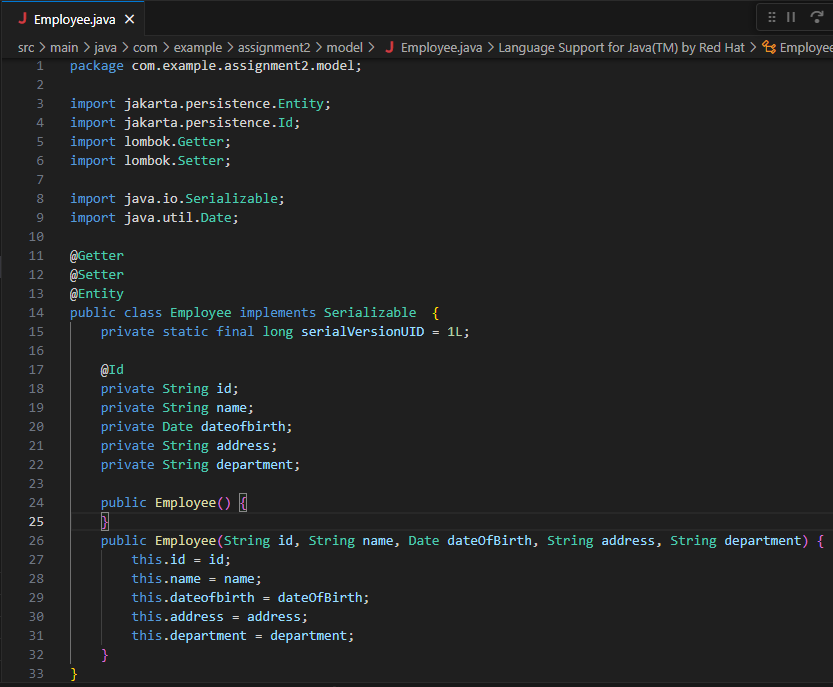 J Employee.java ×
src > main > java > com > example > assignment2 > model > J Employee.java > Language Support for Java(TM) by Red Hat > Employee
1 package com.example.assignment2.model;
2
3 import jakarta.persistence.Entity;
4 import jakarta.persistence.Id;
5 import lombok.Getter;
6 import lombok.Setter;
7
8 import java.io.Serializable;
9 import java.util.Date;
10
11 @Getter
12 @Setter
13 @Entity
14 public class Employee implements Serializable  {
15     private static final long serialVersionUID = 1L;
16
17     @Id
18     private String id;
19     private String name;
20     private Date dateofbirth;
21     private String address;
22     private String department;
23
24     public Employee() {
25     }
26     public Employee(String id, String name, Date dateOfBirth, String address, String department) {
27         this.id = id;
28         this.name = name;
29         this.dateofbirth = dateOfBirth;
30         this.address = address;
31         this.department = department;
32     }
33 }